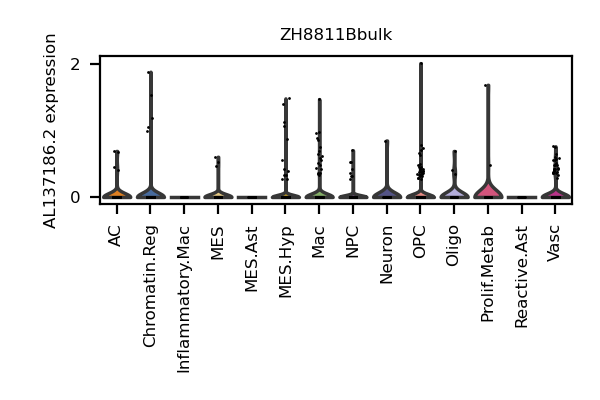 ZH8811Bbulk
AL137186.2 expression
2
0
AC
Chromatin.Reg
Inflammatory.Mac
MES
MES.Ast
MES.Hyp
Mac
NPC
Neuron
OPC
Oligo
Prolif.Metab
Reactive.Ast
Vasc